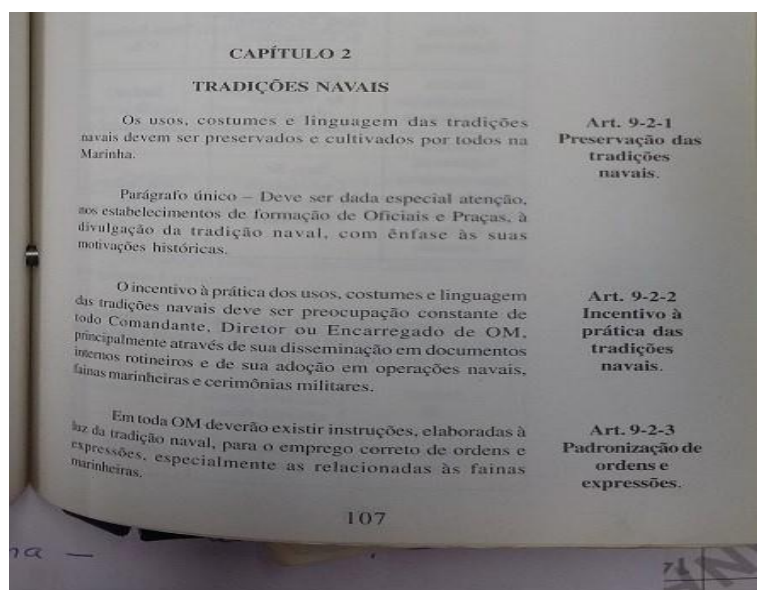 CAPÍTULO 2
TRADIÇÕES NAVAIS
Os usos, costumes e linguagem das tradições
navais devem ser preservados e cultivados por todos na
Marinha.
Art. 9-2-1
Preservação das
tradições
navais.
Parágrafo único – Deve ser dada especial atenção,
nos estabelecimentos de formação de Oficiais e Praças, à
divulgação da tradição naval, com ênfase às suas
motivações históricas.
O incentivo à prática dos usos, costumes e linguagem
das tradições navais deve ser preocupação constante de
todo Comandante, Diretor ou Encarregado de OM,
principalmente através de sua disseminação em documentos
internos rotineiros e de sua adoção em operações navais,
fainas marinheiras e cerimônias militares.
Art. 9-2-2
Incentivo à
prática das
tradições
navais.
Em toda OM deverão existir instruções, elaboradas à
luz da tradição naval, para o emprego correto de ordens e
expressões, especialmente as relacionadas às fainas
marinheiras.
Art. 9-2-3
Padronização de
ordens e
expressões.
107